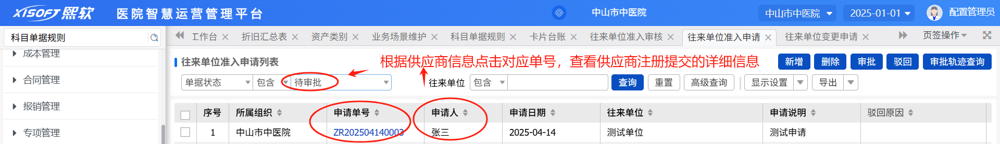 XISOFT 熙软 医院智慧运营管理平台 中山市中医院 中山市中医院 2025-01-01 配置管理员
科目单据规则 工作台 折旧汇总表 资产类别 业务场景维护 科目单据规则 卡片台账 往来单位准入审核 往来单位准入申请 往来单位变更申请 页签操作
成本管理
合同管理
报销管理
专项管理
往来单位准入申请列表 根据供应商信息点击对应单号，查看供应商注册提交的详细信息 新增 删除 审批 驳回 审批轨迹查询
单据状态 包含 待审批 往来单位 包含 查询 重置 高级查询 显示设置 导出
序号 所属组织 申请单号 申请人 申请日期 往来单位 申请说明 驳回原因
1 中山市中医院 ZR202504140003 张三 2025-04-14 测试单位 测试申请